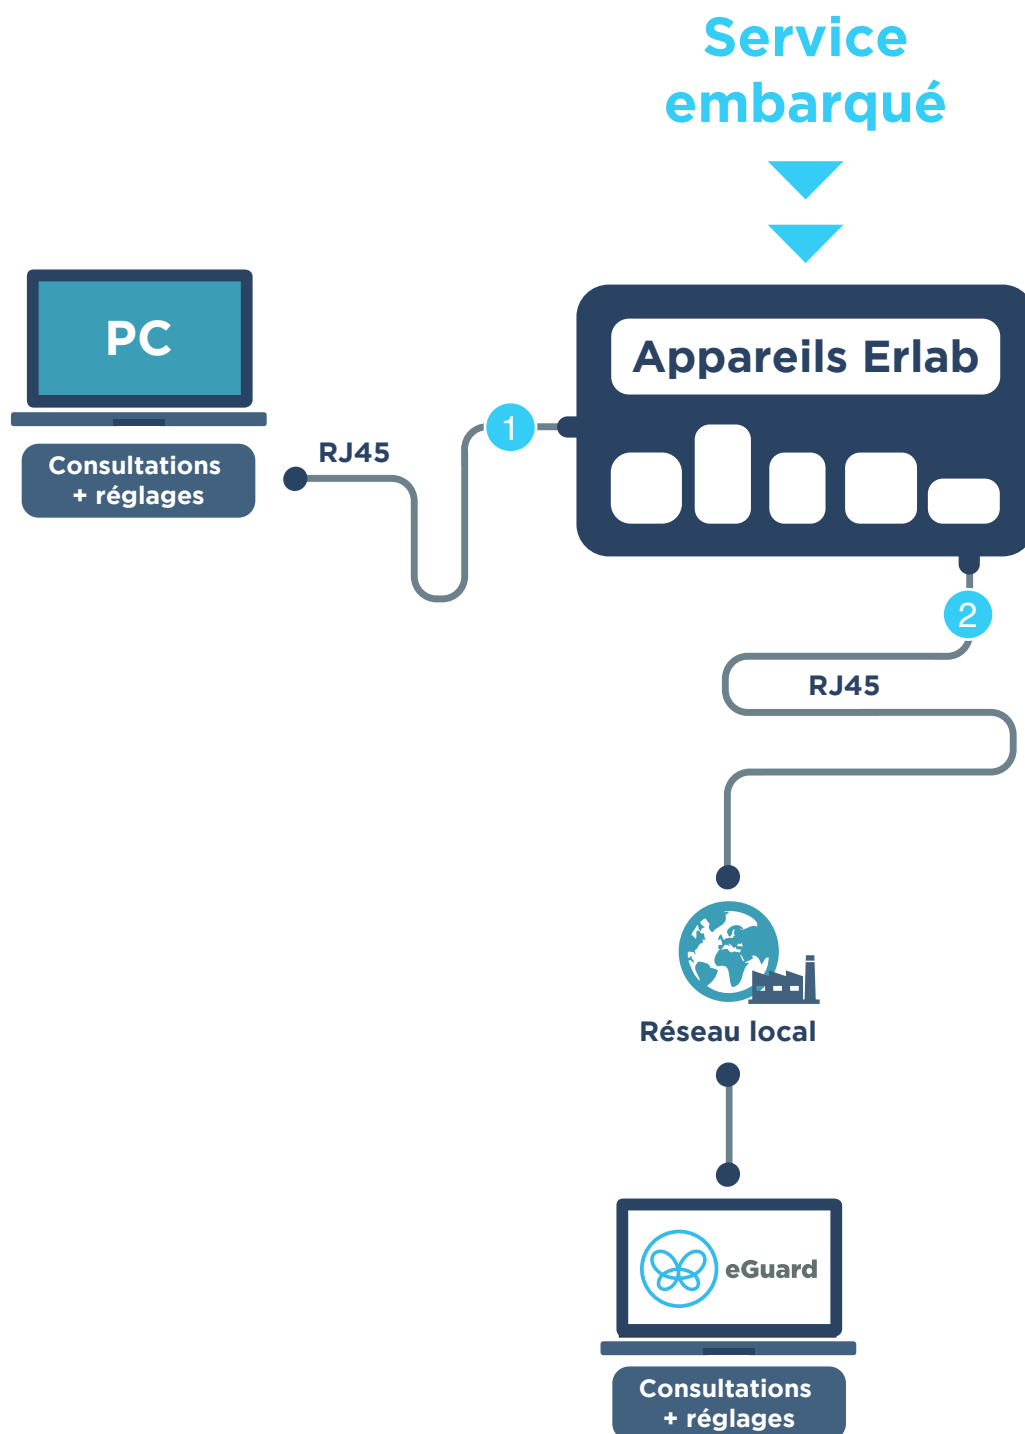 Service
embarqué
PC
Appareils Erlab
Consultations
+ réglages
RJ45
1
2
RJ45
Réseau local
eGuard
Consultations
+ réglages